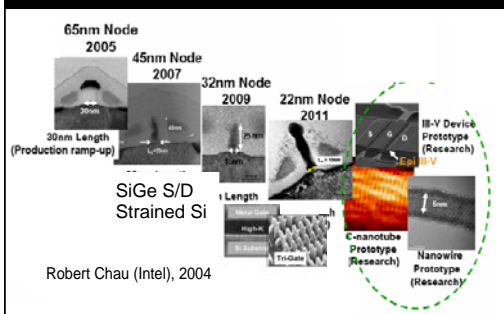 65nm Node
2005
45nm Node
2007
32nm Node
2009
22nm Node
2011
30nm
30nm Length
(Production ramp-up)
25 nm
S G D
III-V Device
Prototype
(Research)
Epi III-V
SiGe S/D
Strained Si
Length
Metal Gate
High-K
Tri-Gate
C-nanotube
Prototype
(Research)
5nm
Nanowire
Prototype
(Research)
Robert Chau (Intel), 2004